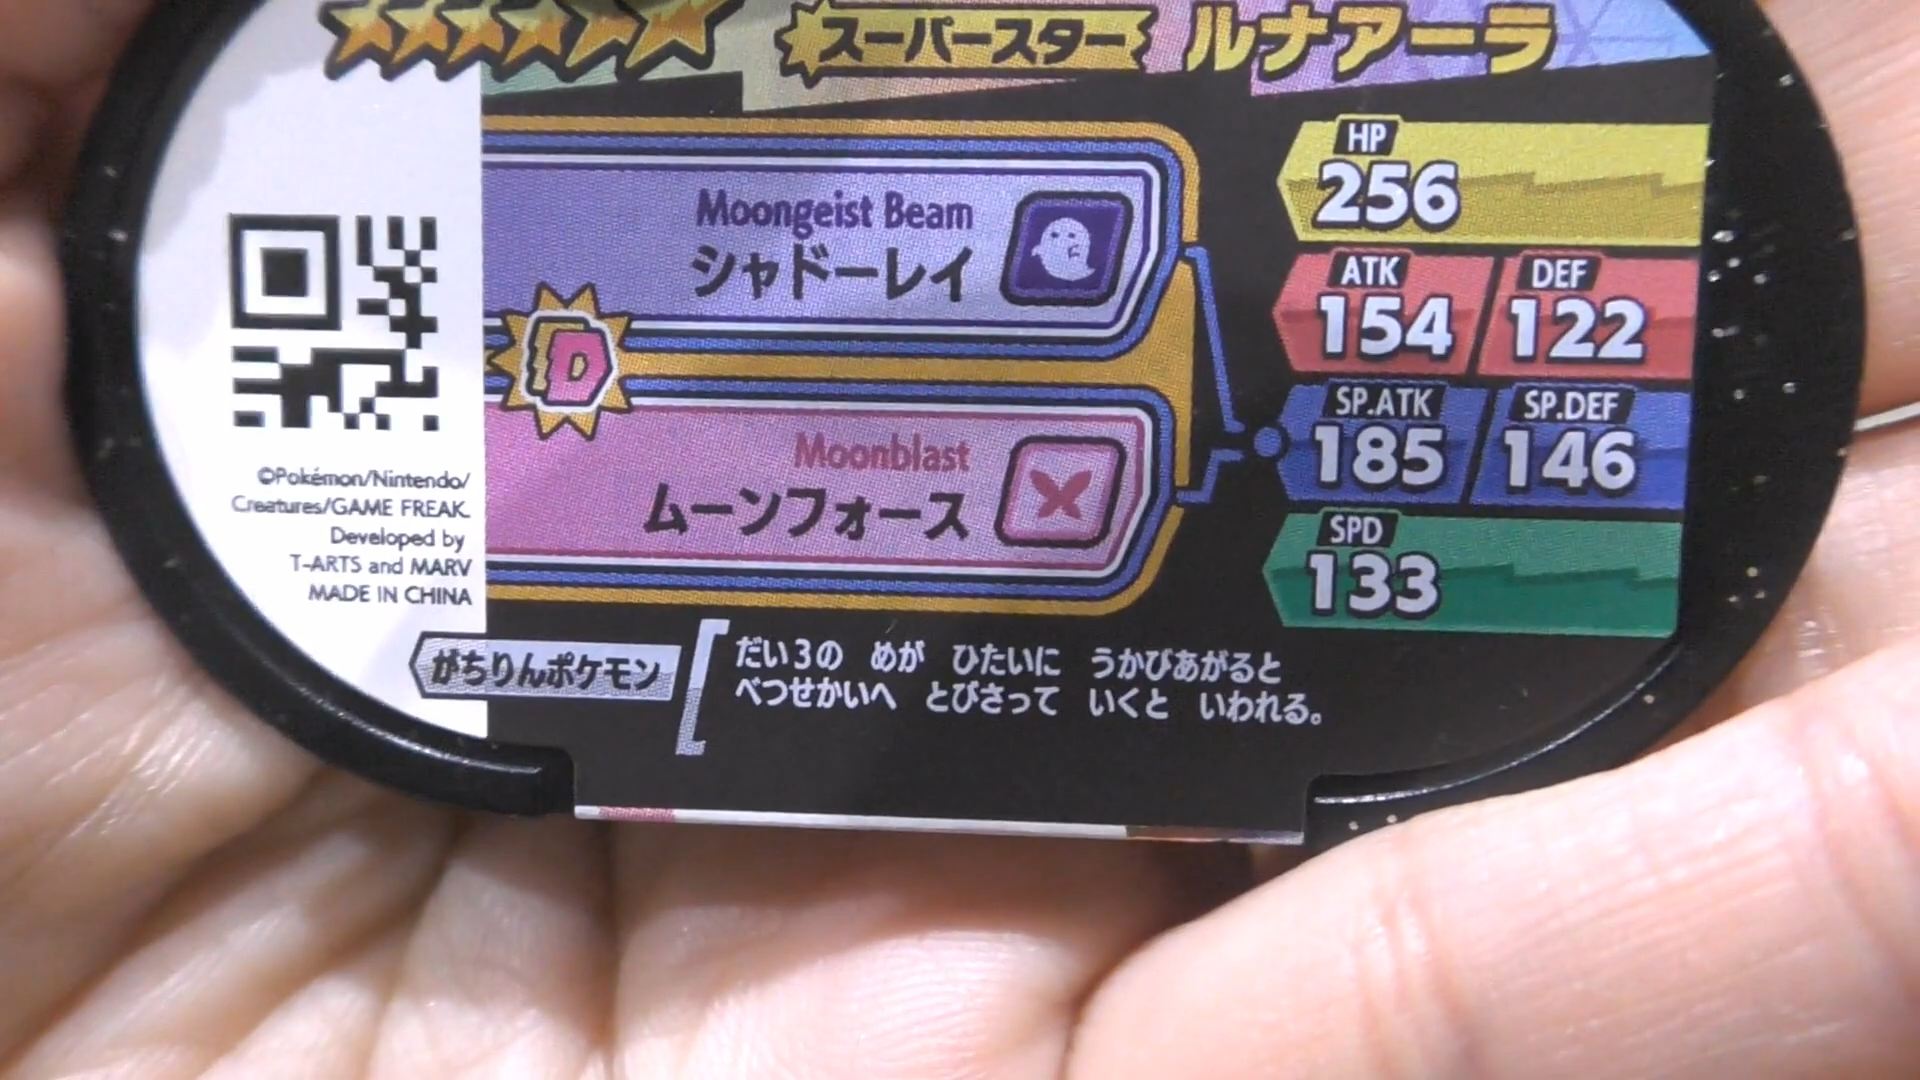 スーパースター ルナアーラ
HP
256
Moongeist Beam
シャドーレイ
ATK
154
DEF
122
D
Moonblast
ムーンフォース
SP.ATK
185
SP.DEF
146
SPD
133
©Pokémon/Nintendo/
Creatures/GAME FREAK.
Developed by
T-ARTS and MARV
MADE IN CHINA
がちりんポケモン
だい3の めが ひたいに うかびあがると
べつせかいへ とびさって いくと いわれる。